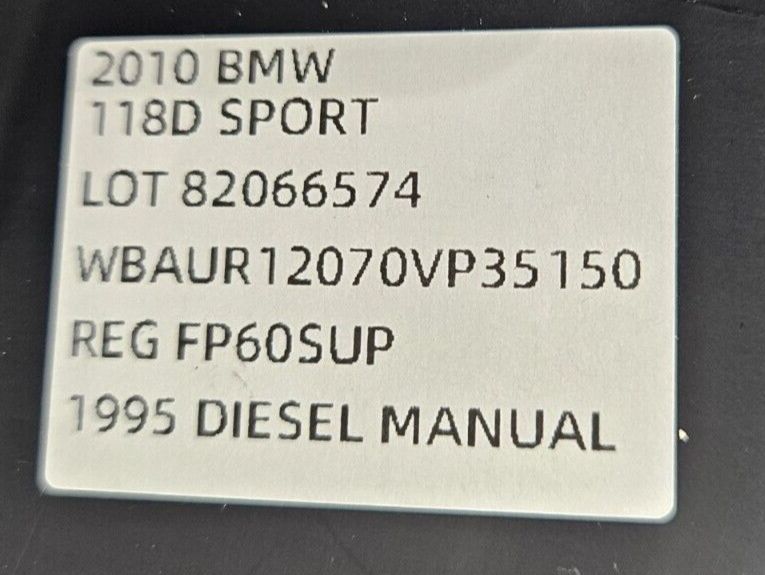 2010 BMW
118D SPORT
LOT 82066574
WBAUR12070VP35150
REG FP60SUP
1995 DIESEL MANUAL